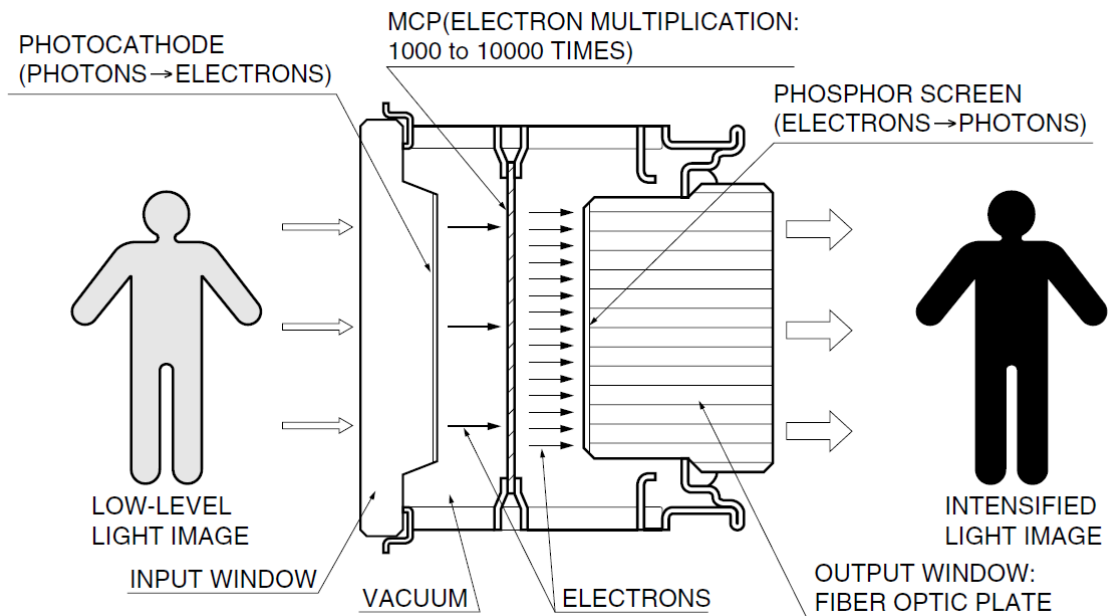 PHOTOCATHODE
(PHOTONS→ELECTRONS)
MCP(ELECTRON MULTIPLICATION:
1000 to 10000 TIMES)
PHOSPHOR SCREEN
(ELECTRONS→PHOTONS)
LOW-LEVEL
LIGHT IMAGE
INTENSIFIED
LIGHT IMAGE
INPUT WINDOW
VACUUM
ELECTRONS
OUTPUT WINDOW:
FIBER OPTIC PLATE